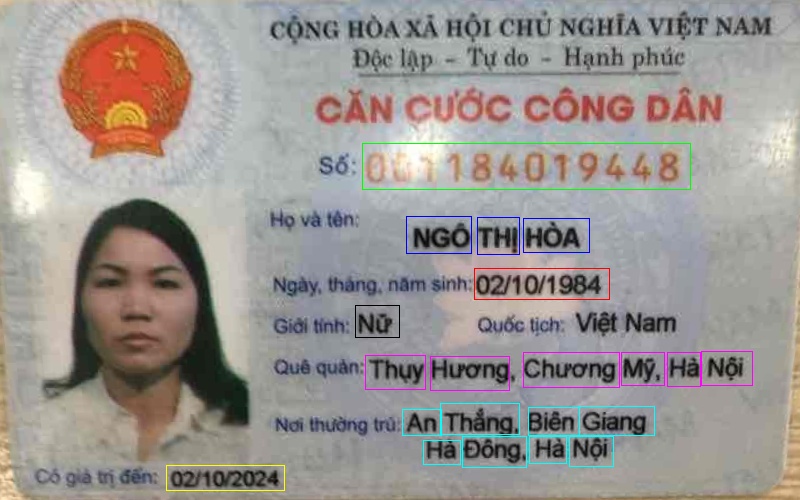 CỘNG HÒA XÃ HỘI CHỦ NGHĨA VIỆT NAM
Độc lập - Tự do - Hạnh phúc
CĂN CƯỚC CÔNG DÂN
Số: 001184019448
Họ và tên: NGÔ THỊ HÒA
Ngày, tháng, năm sinh: 02/10/1984
Giới tính: Nữ Quốc tịch: Việt Nam
Quê quán: Thụy Hương, Chương Mỹ, Hà Nội
Nơi thường trú: An Thắng, Biên Giang
Hà Đông, Hà Nội
Có giá trị đến: 02/10/2024